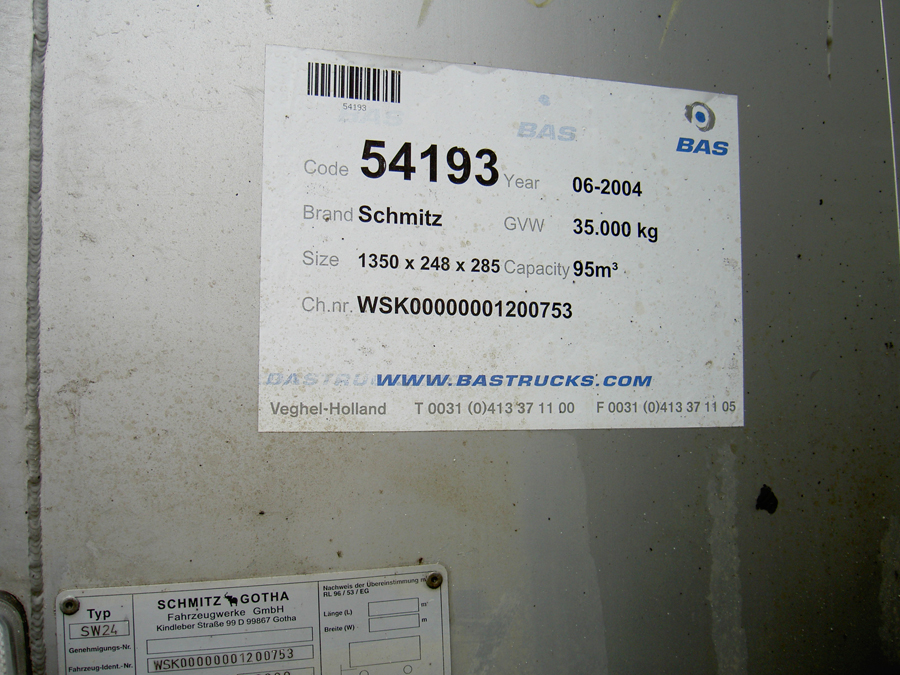 54193
BAS
BAS
BAS
Code 54193 Year 06-2004
Brand Schmitz GVW 35.000 kg
Size 1350 x 248 x 285 Capacity 95m³
Ch.nr. WSK00000001200753
WWW.BASTRUCKS.COM
Veghel-Holland T 0031 (0)413 37 11 00 F 0031 (0)413 37 11 05
Typ
SW24
SCHMITZ GOTHA
Fahrzeugwerke GmbH
Kindleber Straße 99 D 99867 Gotha
Genehmigungs-Nr.
Fahrzeug-Ident.-Nr. WSK00000001200753
Nachweis der Übereinstimmung
RL 96 / 53 / EG
Länge (L) m
Breite (W) m